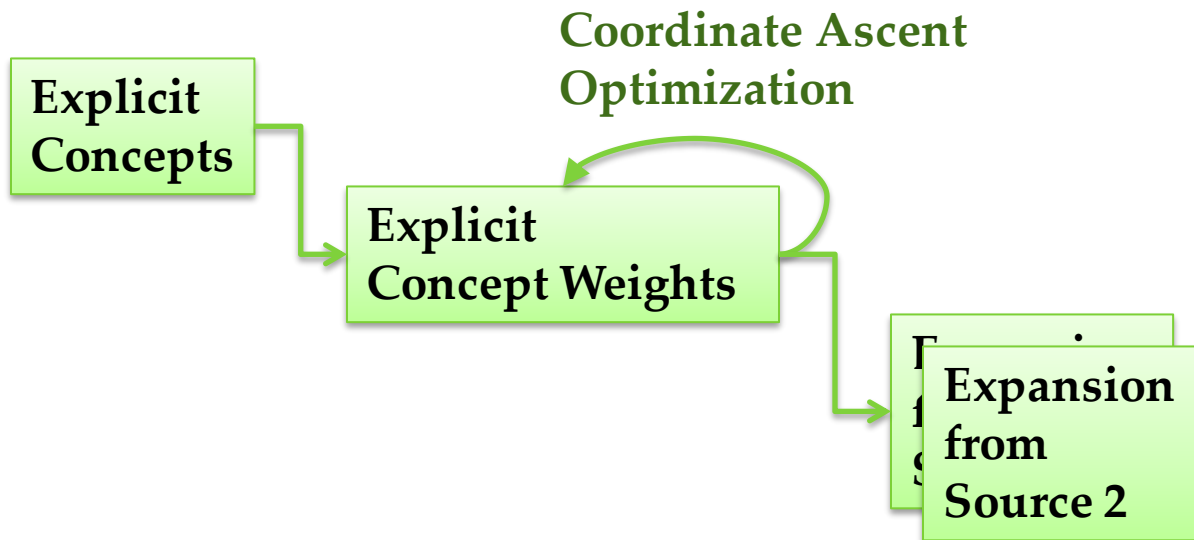 Coordinate Ascent
Optimization
Explicit
Concepts
Explicit
Concept Weights
Expansion
from
Source 2